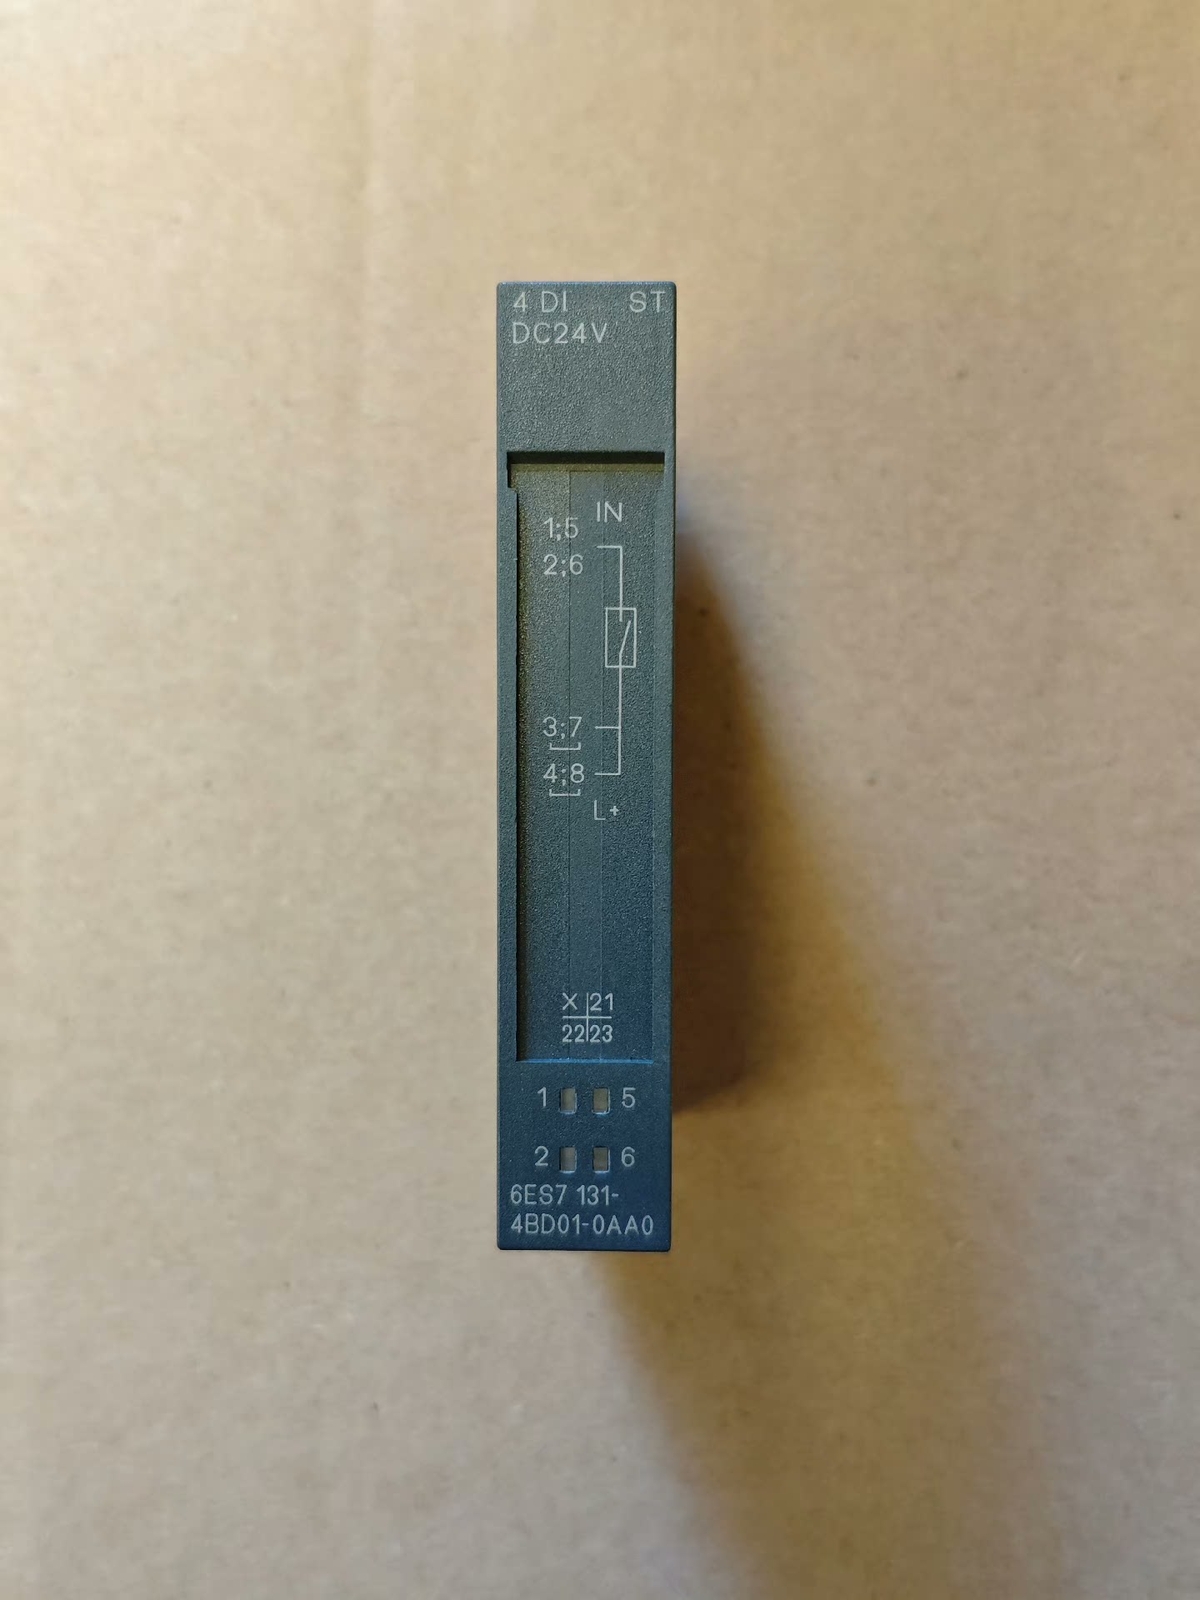 4 DI ST
DC24V
IN
1;5
2;6
3;7
4;8
L+
X 21
22 23
1 5
2 6
6ES7 131-
4BD01-0AA0